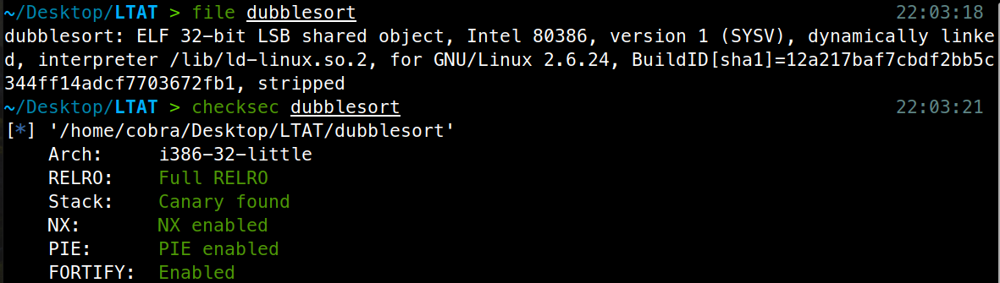 ~/Desktop/LTAT > file dubblesort 22:03:18
dubblesort: ELF 32-bit LSB shared object, Intel 80386, version 1 (SYSV), dynamically linke
d, interpreter /lib/ld-linux.so.2, for GNU/Linux 2.6.24, BuildID[sha1]=12a217baf7cbdf2bb5c
344ff14adcf7703672fb1, stripped
~/Desktop/LTAT > checksec dubblesort 22:03:21
[*] '/home/cobra/Desktop/LTAT/dubblesort'
    Arch:     i386-32-little
    RELRO:    Full RELRO
    Stack:    Canary found
    NX:       NX enabled
    PIE:      PIE enabled
    FORTIFY:  Enabled